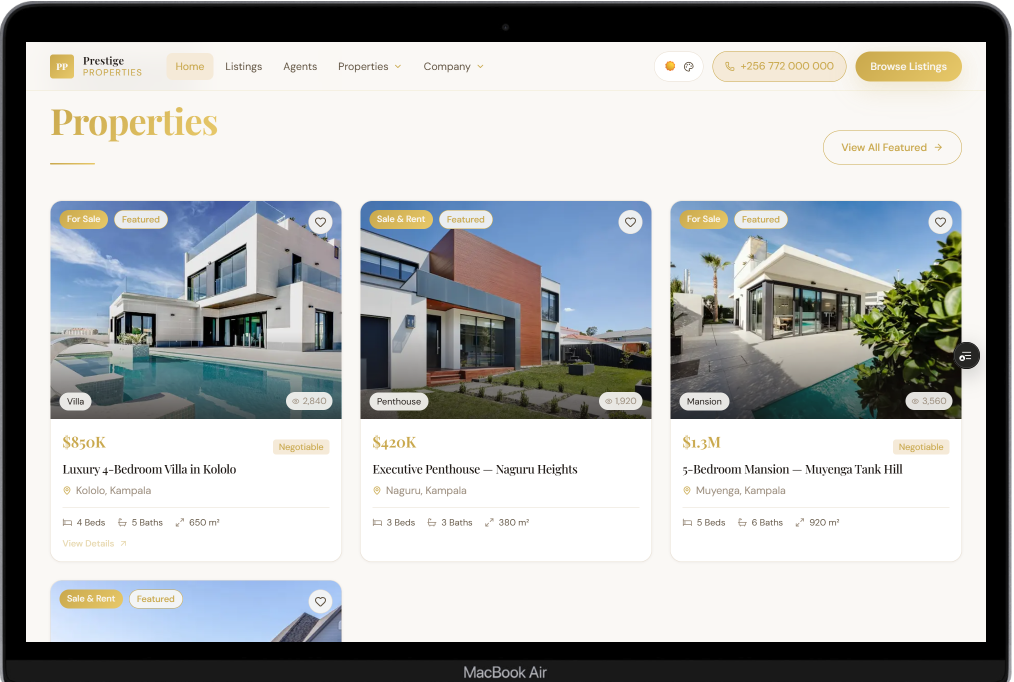 PP
Prestige
PROPERTIES
Home
Listings
Agents
Properties
Company
+256 772 000 000
Browse Listings
Properties
View All Featured
For Sale
Featured
Villa
2,840
$850K
Negotiable
Luxury 4-Bedroom Villa in Kololo
Kololo, Kampala
4 Beds 5 Baths 650 m²
View Details
Sale & Rent
Featured
Penthouse
1,920
$420K
Executive Penthouse — Naguru Heights
Naguru, Kampala
3 Beds 3 Baths 380 m²
For Sale
Featured
Mansion
3,560
$1.3M
Negotiable
5-Bedroom Mansion — Muyenga Tank Hill
Muyenga, Kampala
5 Beds 6 Baths 920 m²
Sale & Rent
Featured
MacBook Air